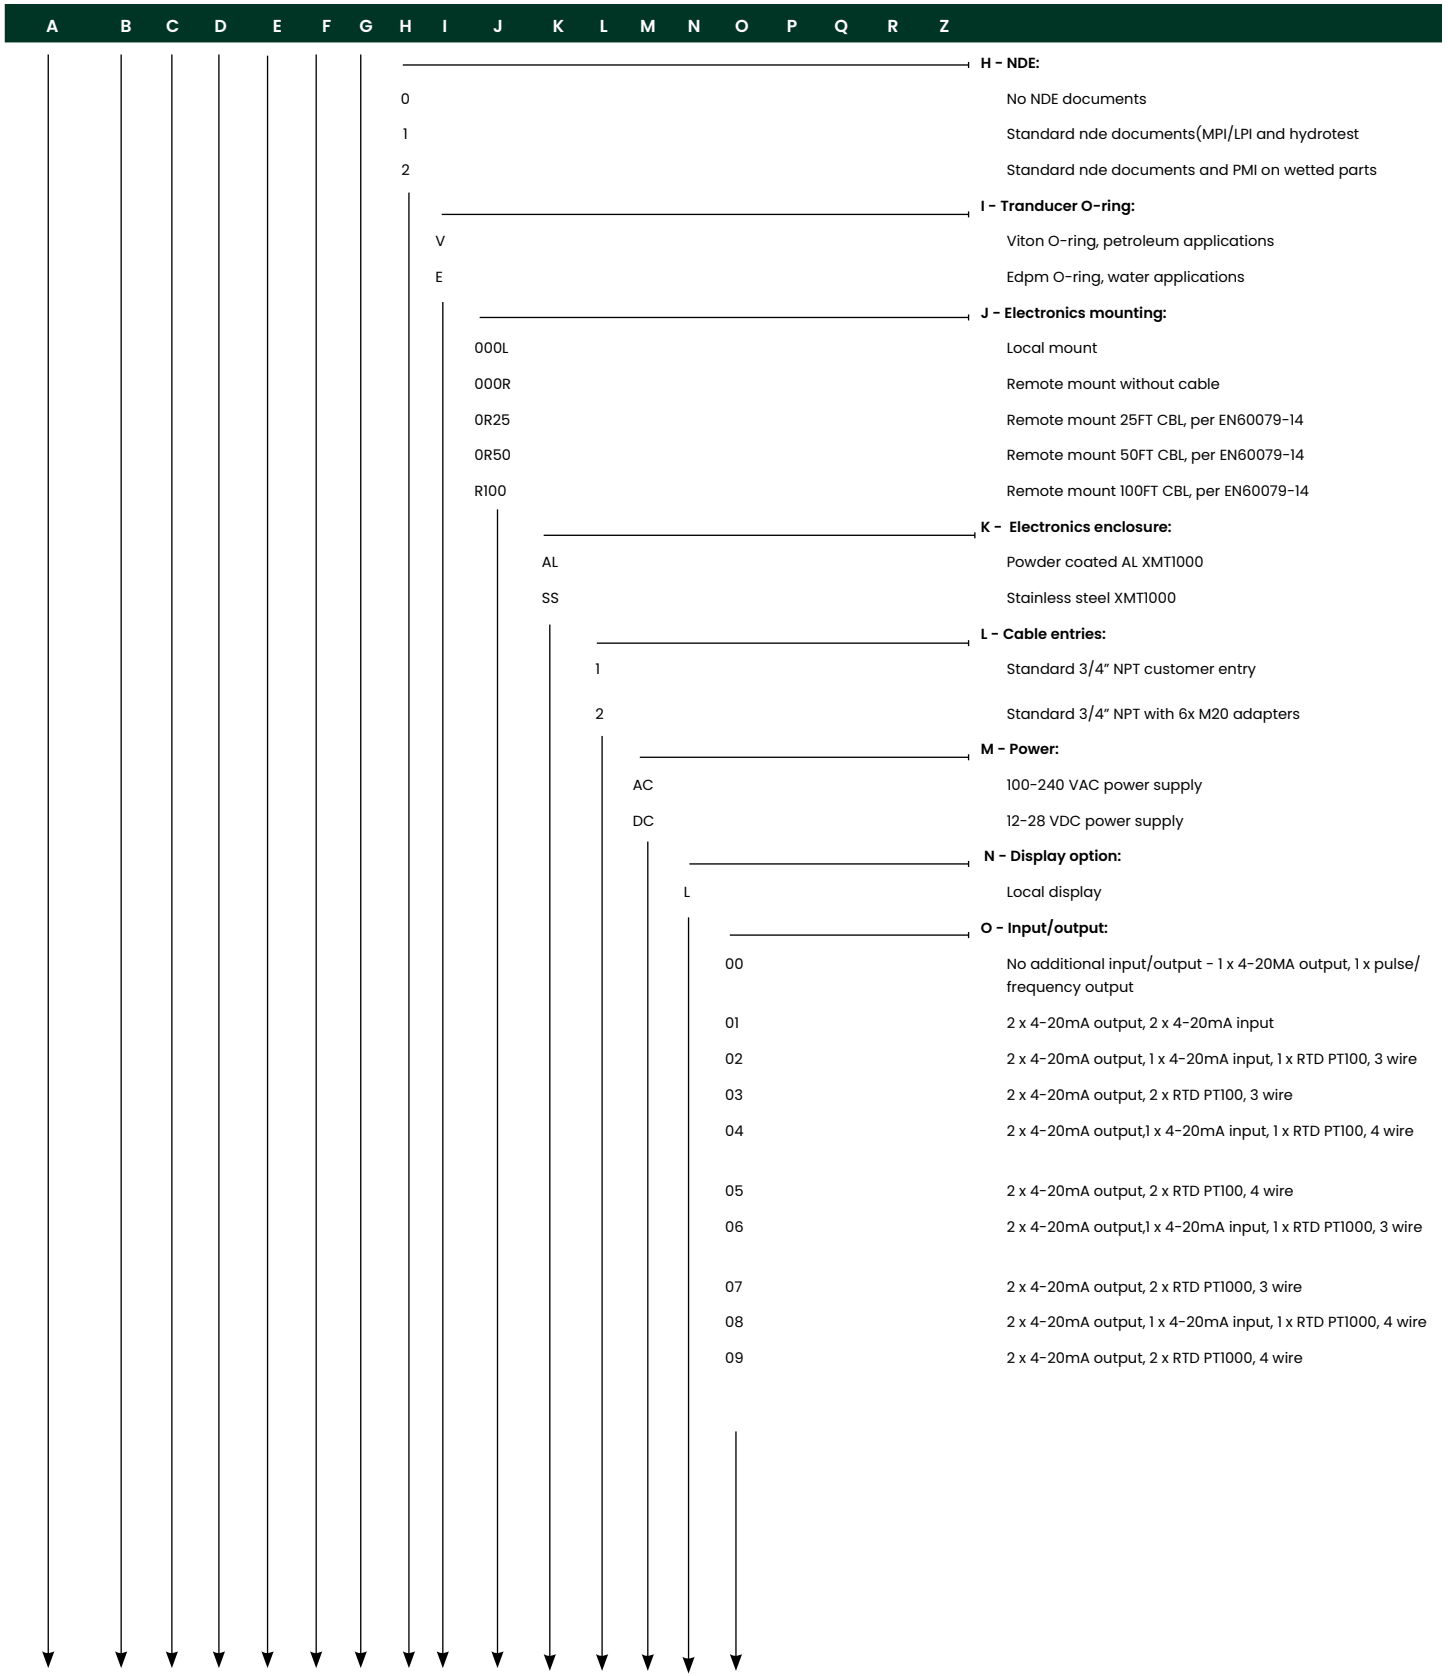 A B C D E F G H I J K L M N O P Q R Z
H - NDE:
0 No NDE documents
1 Standard nde documents(MPI/LPI and hydrotest
2 Standard nde documents and PMI on wetted parts
I - Tranducer O-ring:
V Viton O-ring, petroleum applications
E Edpm O-ring, water applications
J - Electronics mounting:
000L Local mount
000R Remote mount without cable
0R25 Remote mount 25FT CBL, per EN60079-14
0R50 Remote mount 50FT CBL, per EN60079-14
R100 Remote mount 100FT CBL, per EN60079-14
K - Electronics enclosure:
AL Powder coated AL XMT1000
SS Stainless steel XMT1000
L - Cable entries:
1 Standard 3/4” NPT customer entry
2 Standard 3/4” NPT with 6x M20 adapters
M - Power:
AC 100-240 VAC power supply
DC 12-28 VDC power supply
N - Display option:
L Local display
O - Input/output:
00 No additional input/output - 1 x 4-20MA output, 1 x pulse/
frequency output
01 2 x 4-20mA output, 2 x 4-20mA input
02 2 x 4-20mA output, 1 x 4-20mA input, 1 x RTD PT100, 3 wire
03 2 x 4-20mA output, 2 x RTD PT100, 3 wire
04 2 x 4-20mA output,1 x 4-20mA input, 1 x RTD PT100, 4 wire
05 2 x 4-20mA output, 2 x RTD PT100, 4 wire
06 2 x 4-20mA output,1 x 4-20mA input, 1 x RTD PT1000, 3 wire
07 2 x 4-20mA output, 2 x RTD PT1000, 3 wire
08 2 x 4-20mA output, 1 x 4-20mA input, 1 x RTD PT1000, 4 wire
09 2 x 4-20mA output, 2 x RTD PT1000, 4 wire